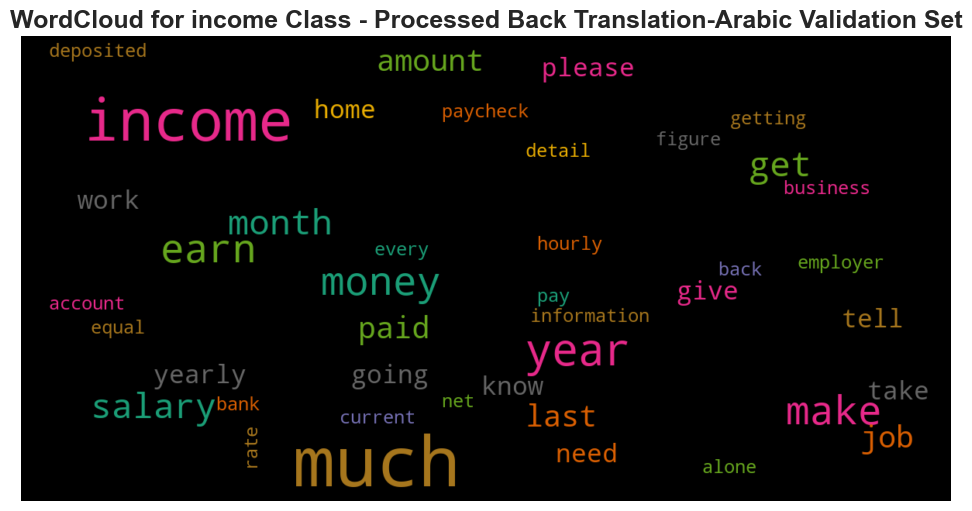 WordCloud for income Class - Processed Back Translation-Arabic Validation Set
deposited
amount
please
income
home
paycheck
getting
figure
detail
get
business
work
month
earn
every
hourly
money
back
employer
give
account
pay
information
tell
equal
paid
year
yearly
going
know
take
salary
bank
current
net
last
make
job
rate
much
need
alone